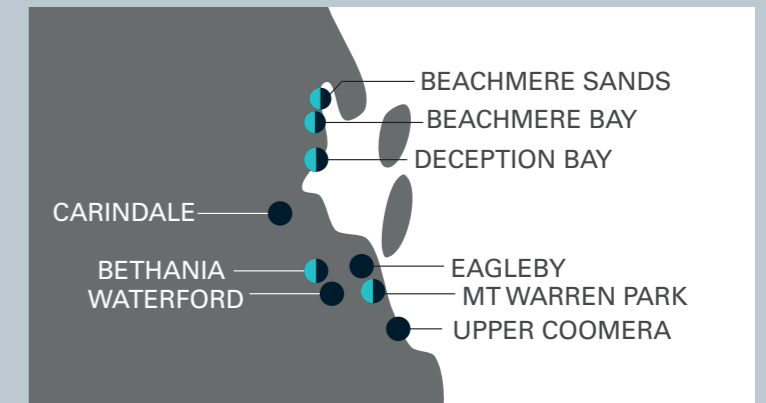 BEACHMERE SANDS
BEACHMERE BAY
DECEPTION BAY
CARINDALE
BETHANIA
EAGLEBY
WATERFORD
MT WARREN PARK
UPPER COOMERA